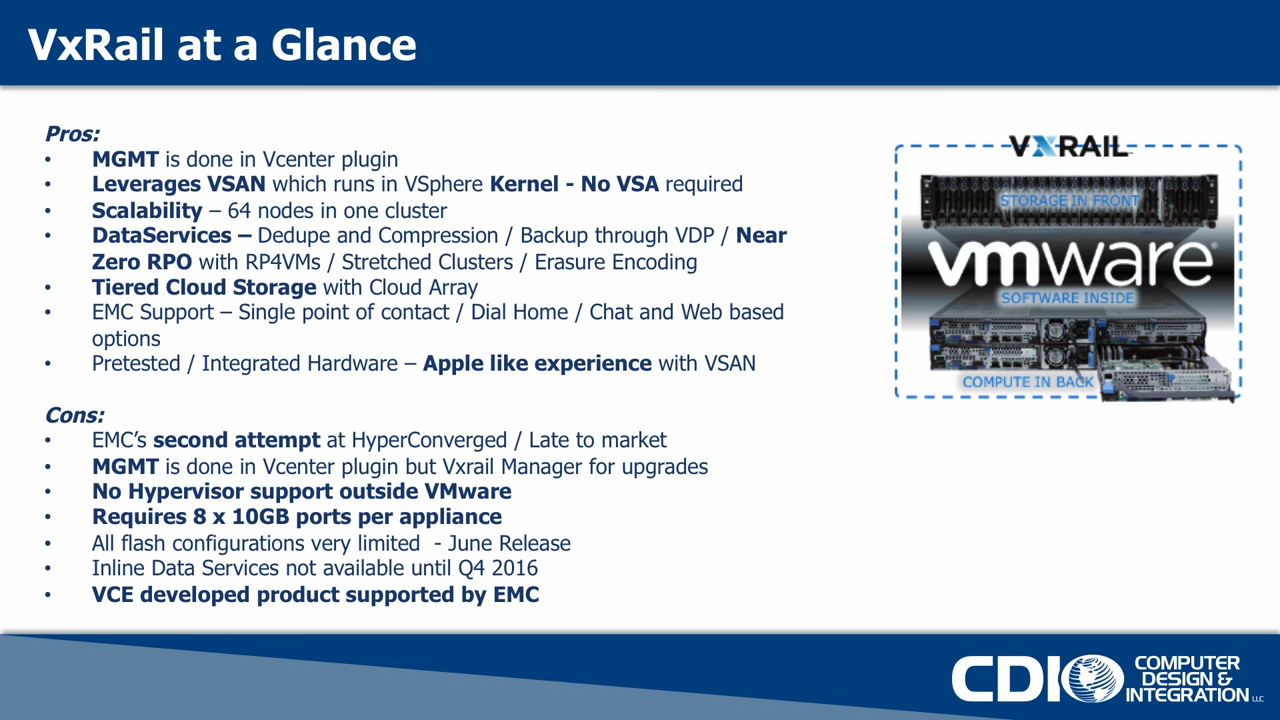 VxRail at a Glance
Pros:
• MGMT is done in Vcenter plugin
• Leverages VSAN which runs in VSphere Kernel - No VSA required
• Scalability – 64 nodes in one cluster
• DataServices – Dedupe and Compression / Backup through VDP / Near
Zero RPO with RP4VMs / Stretched Clusters / Erasure Encoding
• Tiered Cloud Storage with Cloud Array
• EMC Support – Single point of contact / Dial Home / Chat and Web based
options
• Pretested / Integrated Hardware – Apple like experience with VSAN
Cons:
• EMC’s second attempt at HyperConverged / Late to market
• MGMT is done in Vcenter plugin but Vxrail Manager for upgrades
• No Hypervisor support outside VMware
• Requires 8 x 10GB ports per appliance
• All flash configurations very limited - June Release
• Inline Data Services not available until Q4 2016
• VCE developed product supported by EMC
VXRAIL
STORAGE IN FRONT
vmware®
SOFTWARE INSIDE
COMPUTE IN BACK
CDI
COMPUTER
DESIGN &
INTEGRATION LLC